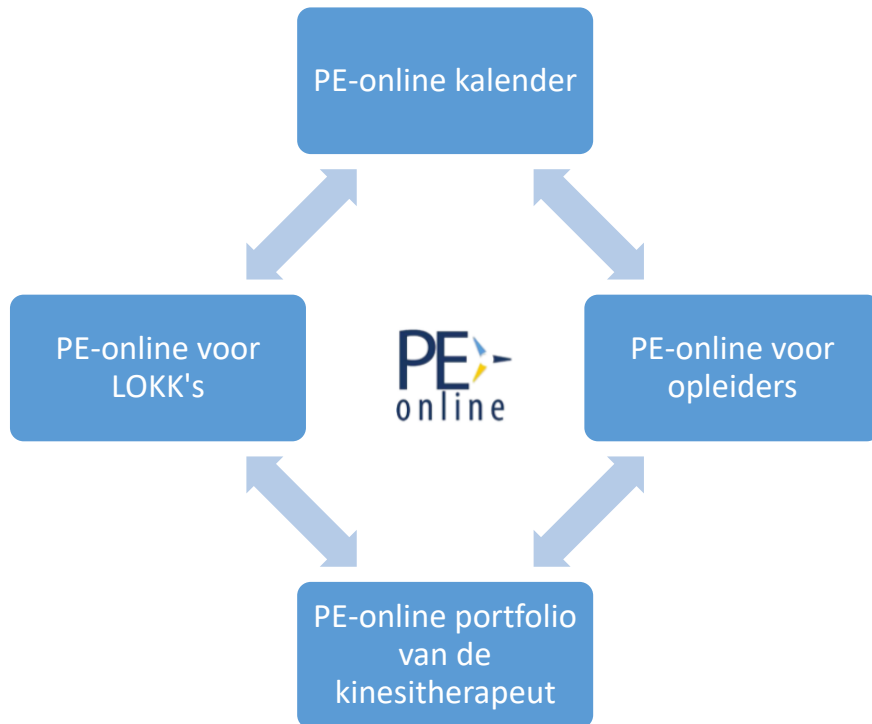 PE-online kalender
PE-online voor
LOKK's
PE
online
PE-online voor
opleiders
PE-online portfolio
van de
kinesitherapeut